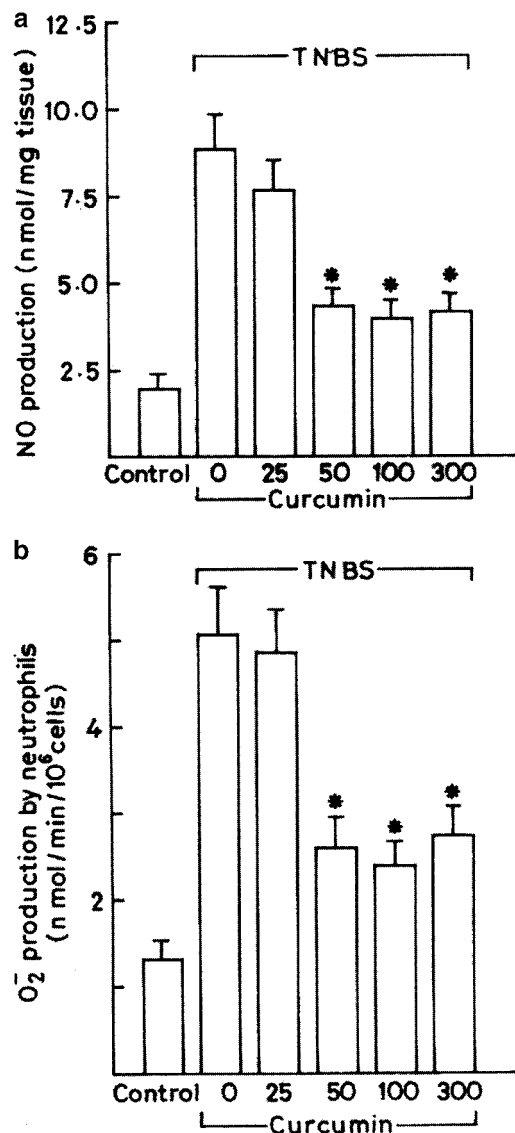 a
NO production (n mol/mg tissue)
12.5
10.0
7.5
5.0
2.5
TNBS
* * *
Control 0 25 50 100 300
Curcumin
b
O₂⁻ production by neutrophils
(n mol/min/10⁶ cells)
6
4
2
TNBS
* * *
Control 0 25 50 100 300
Curcumin